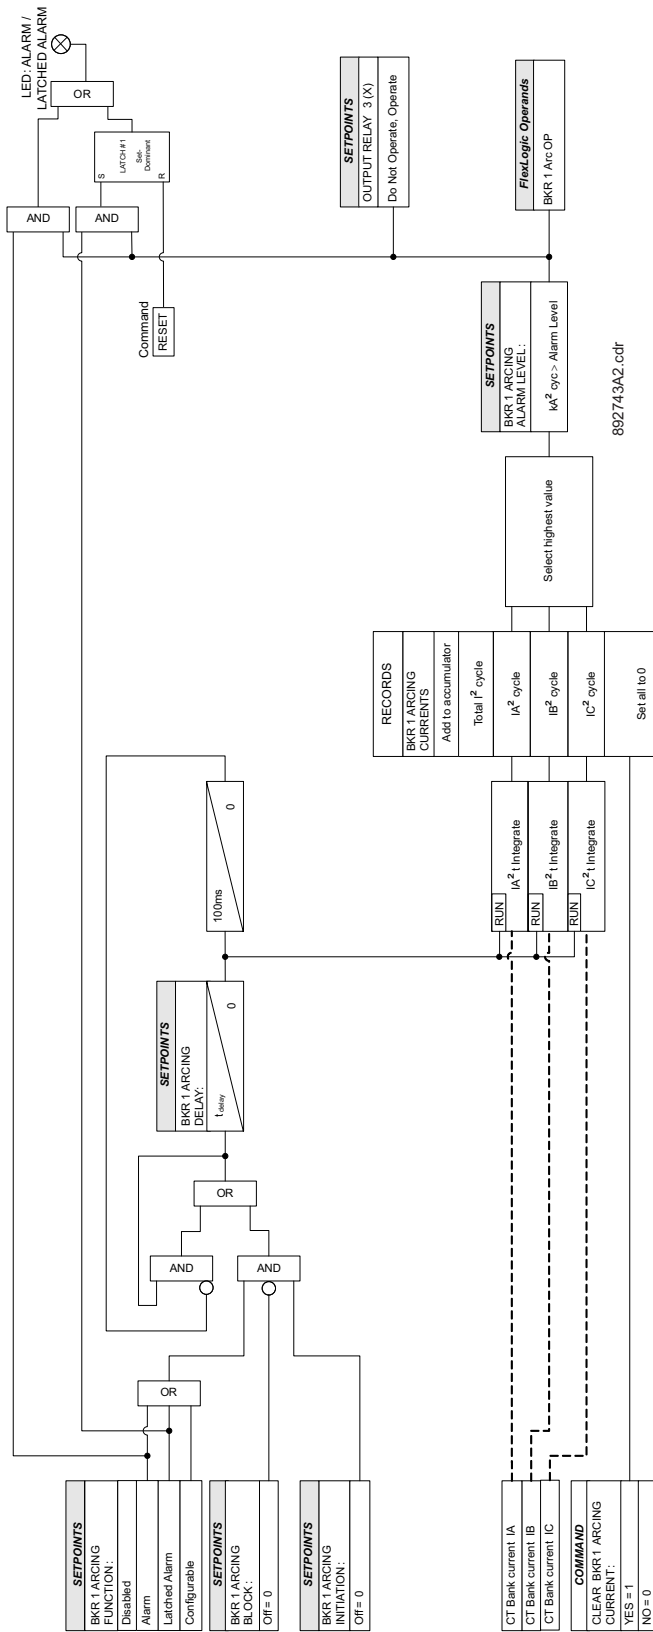 SETPOINTS
BKR 1 ARCING
FUNCTION :
Disabled
Alarm
Latched Alarm
Configurable
SETPOINTS
BKR 1 ARCING
BLOCK :
Off = 0
SETPOINTS
BKR 1 ARCING
INITIATION :
Off = 0
CT Bank current IA
CT Bank current IB
CT Bank current IC
COMMAND
CLEAR BKR 1 ARCING
CURRENT :
YES = 1
NO = 0
OR
AND
AND
OR
SETPOINTS
BKR 1 ARCING
DELAY:
t delay
0
100ms
0
RUN
IA² t Integrate
RUN
IB² t Integrate
RUN
IC² t Integrate
RECORDS
BKR 1 ARCING
CURRENTS
Add to accumulator
Total I² cycle
IA² cycle
IB² cycle
IC² cycle
Set all to 0
Select highest value
SETPOINTS
BKR 1 ARCING
ALARM LEVEL :
kA² cyc > Alarm Level
Command
RESET
AND
AND
S
LATCH #1
Set-
Dominant
R
OR
LED: ALARM /
LATCHED ALARM
SETPOINTS
OUTPUT RELAY 3 (X)
Do Not Operate, Operate
FlexLogic Operands
BKR 1 Arc OP
892743A2.cdr